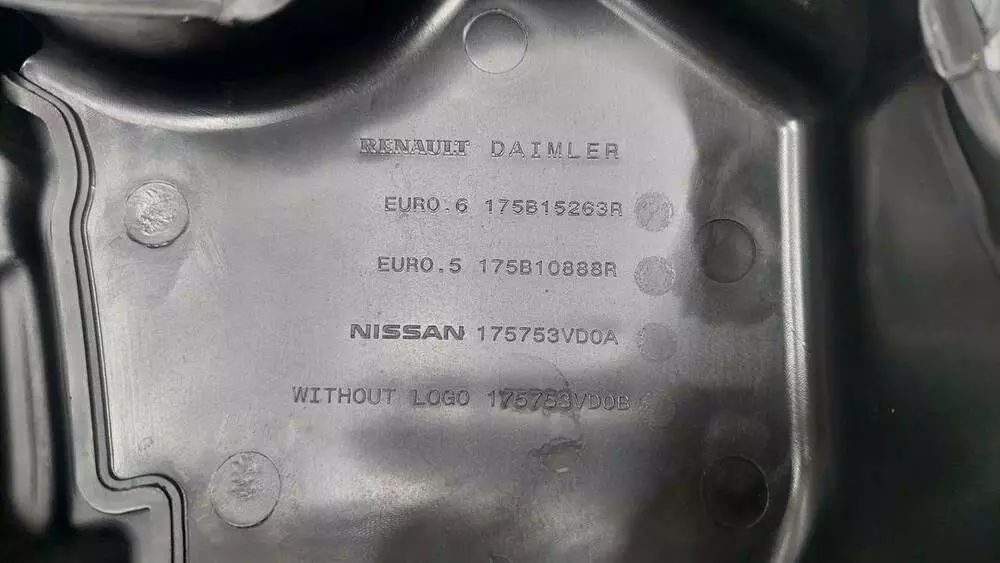 RENAULT DAIMLER
EURO.6 175B15263R
EURO.5 175B10888R
NISSAN 175753VD0A
WITHOUT LOGO 175753VD0B